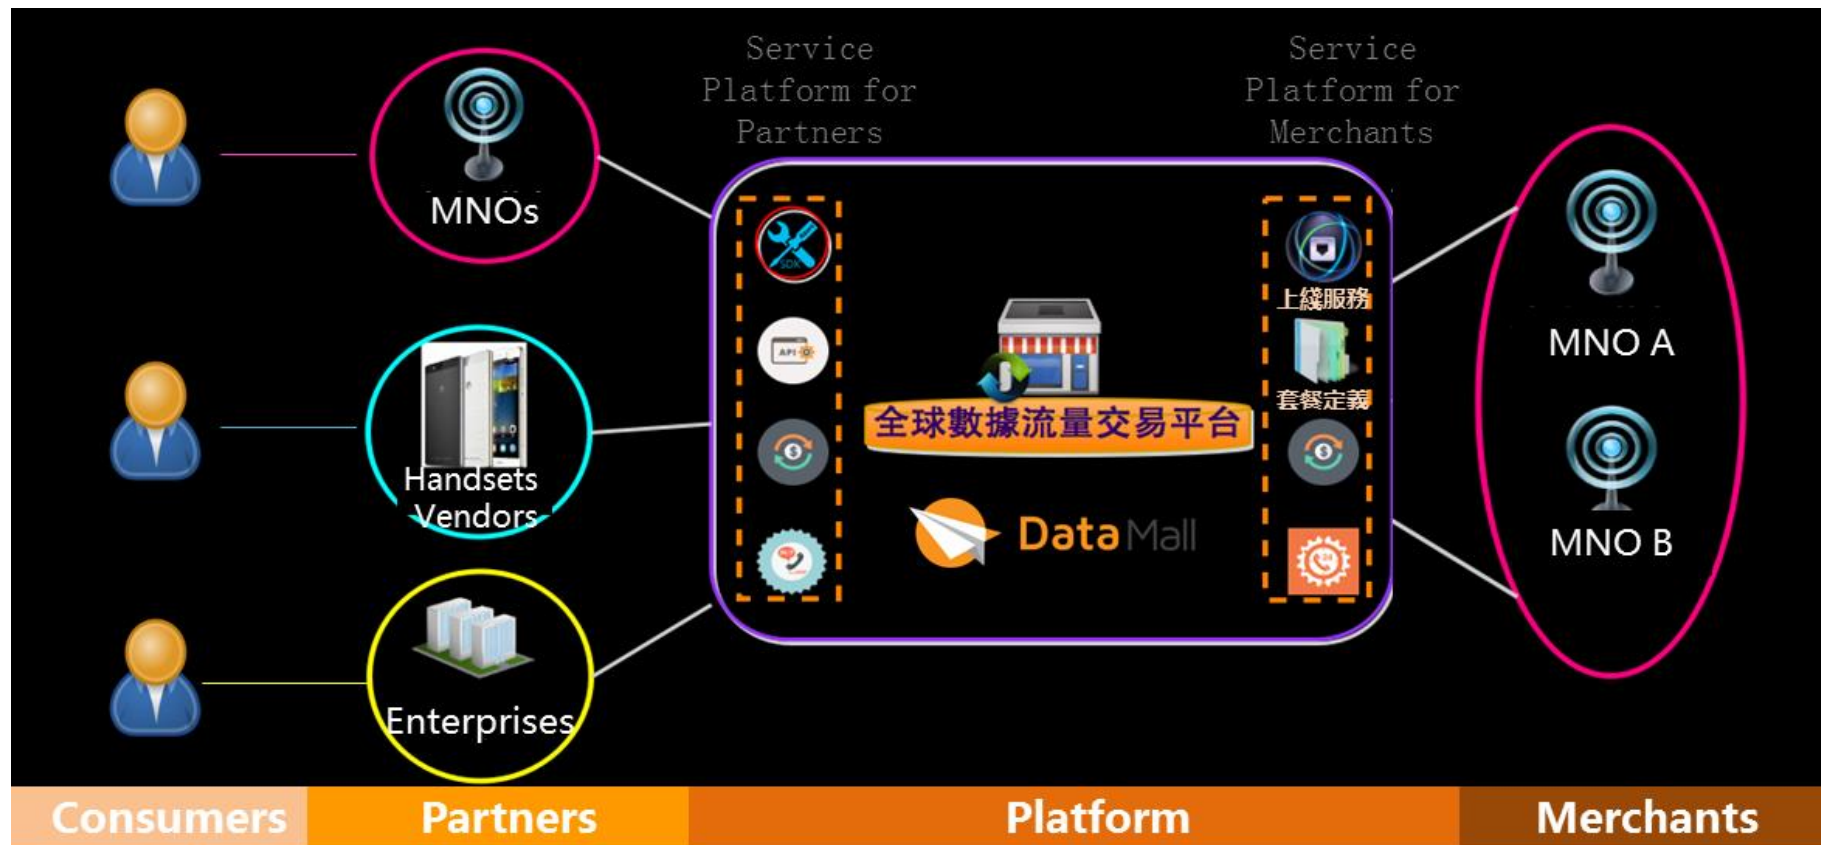 Service
Platform for
Partners
Service
Platform for
Merchants
MNOs
SDK
上綫服務
API
MNO A
套餐定義
全球數據流量交易平台
Handsets
Vendors
Data Mall
MNO B
Enterprises
Consumers
Partners
Platform
Merchants